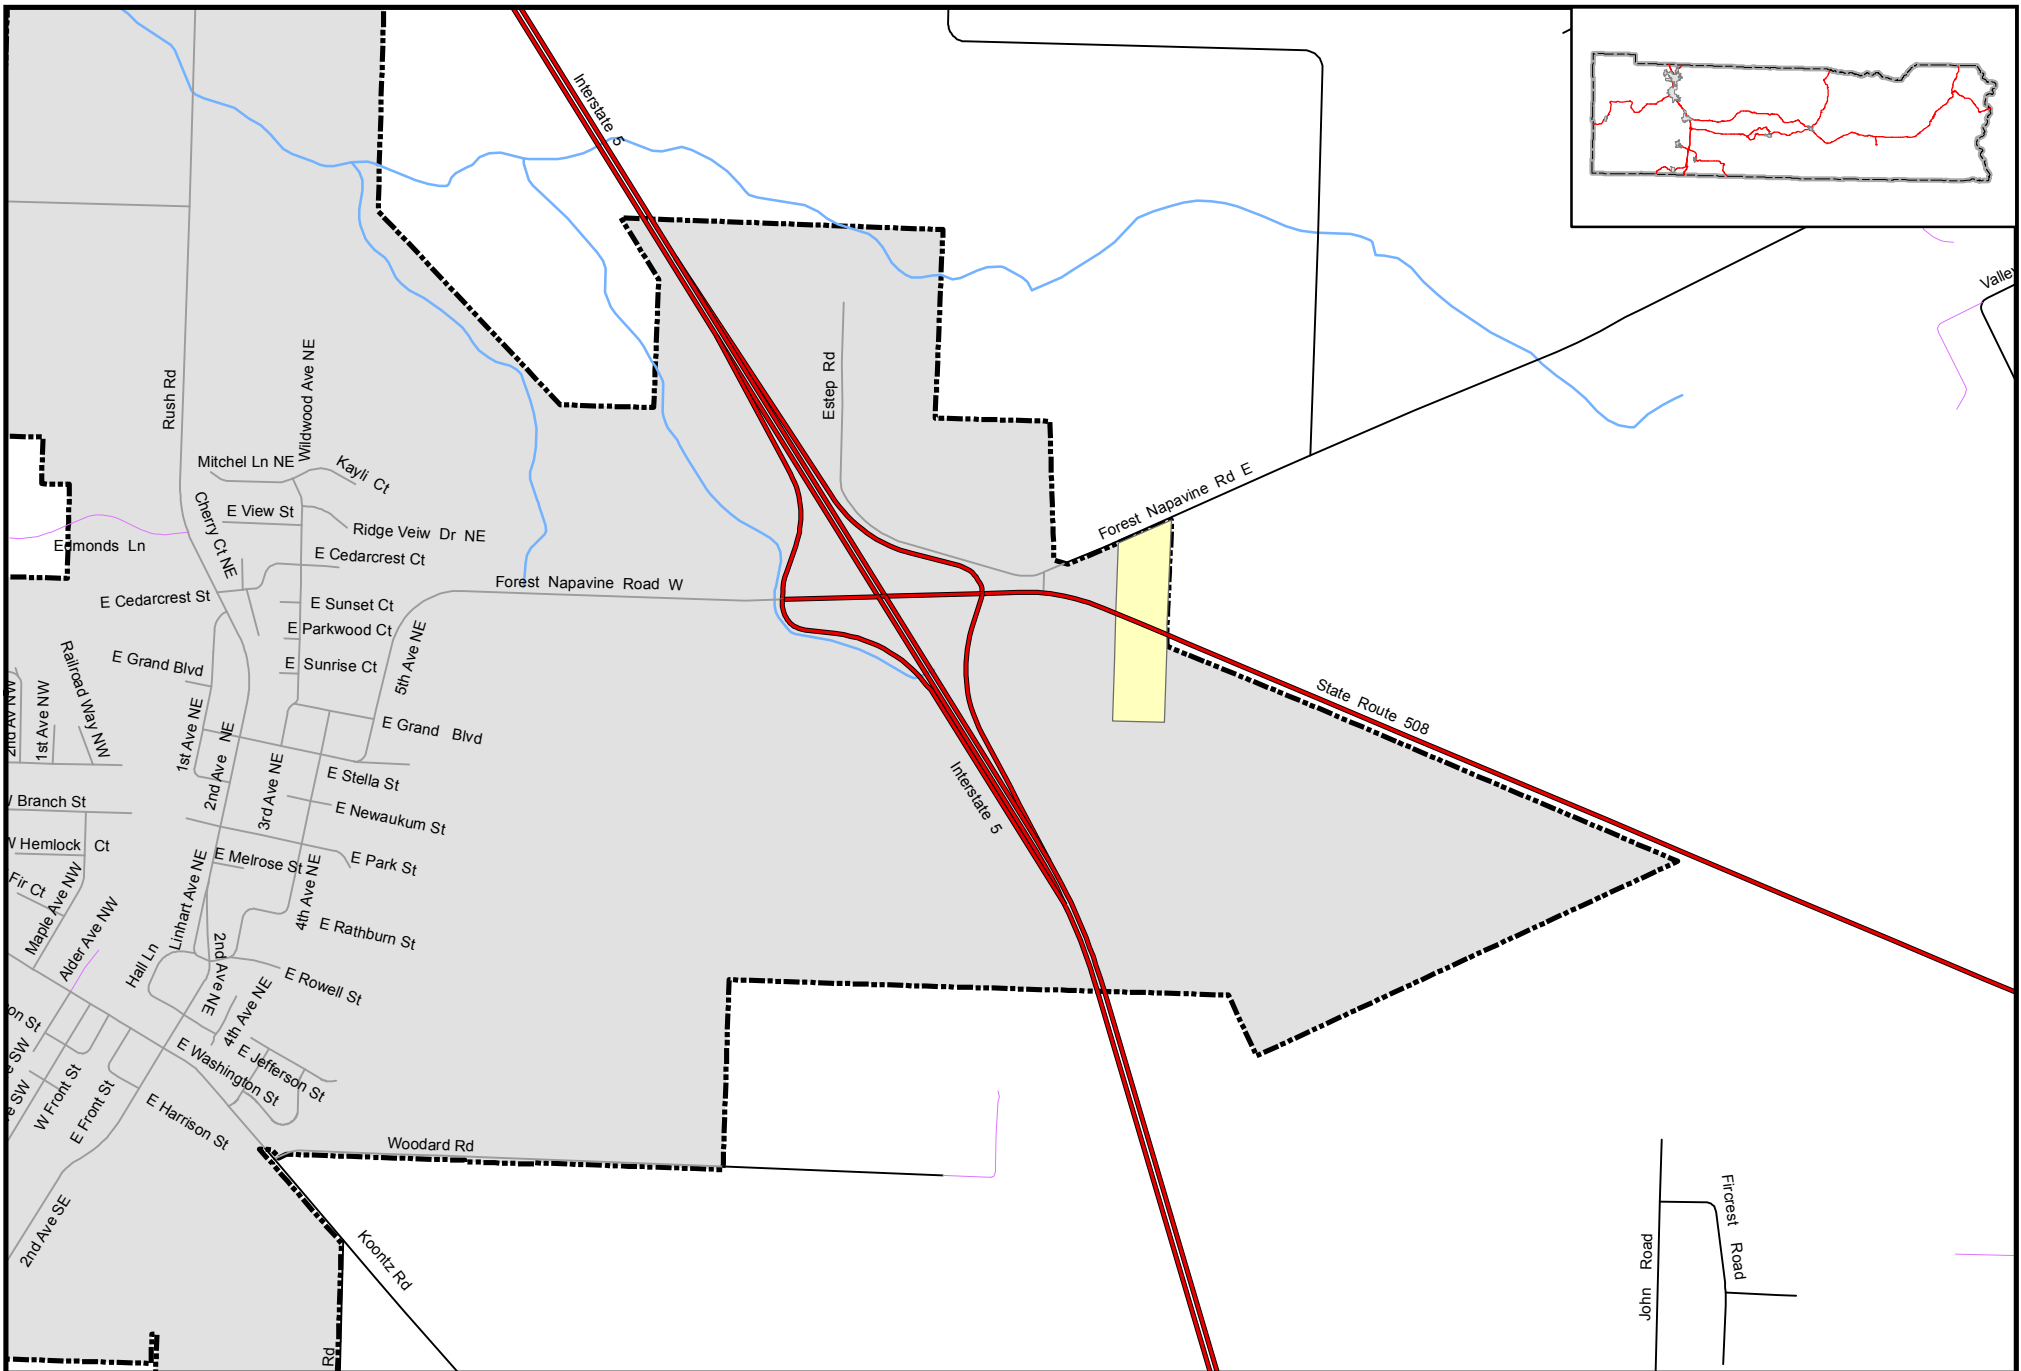 Interstate 5
Valley
Rush Rd
Wildwood Ave NE
Estep Rd
Mitchel Ln NE
Kayli Ct
Cherry Ct NE
E View St
Ridge Veiw Dr NE
Forest Napavine Rd E
Edmonds Ln
E Cedarcrest Ct
Forest Napavine Road W
E Cedarcrest St
E Sunset Ct
E Parkwood Ct
5th Ave NE
Railroad Way NW
E Grand Blvd
E Sunrise Ct
2nd Av NW
1st Ave NW
1st Ave NE
2nd Ave NE
E Grand Blvd
State Route 508
3rd Ave NE
E Stella St
Interstate 5
W Branch St
E Newaukum St
W Hemlock Ct
E Melrose St
E Park St
Fir Ct
Maple Ave NW
Linhart Ave NE
4th Ave NE
Alder Ave NW
E Rathburn St
Hall Ln
2nd Ave NE
E Rowell St
4th Ave NE
on St
e SW
E Washington St
E Jefferson St
e SW
W Front St
E Front St
E Harrison St
Woodard Rd
2nd Ave SE
Koontz Rd
Fircrest Road
John Road
Rd